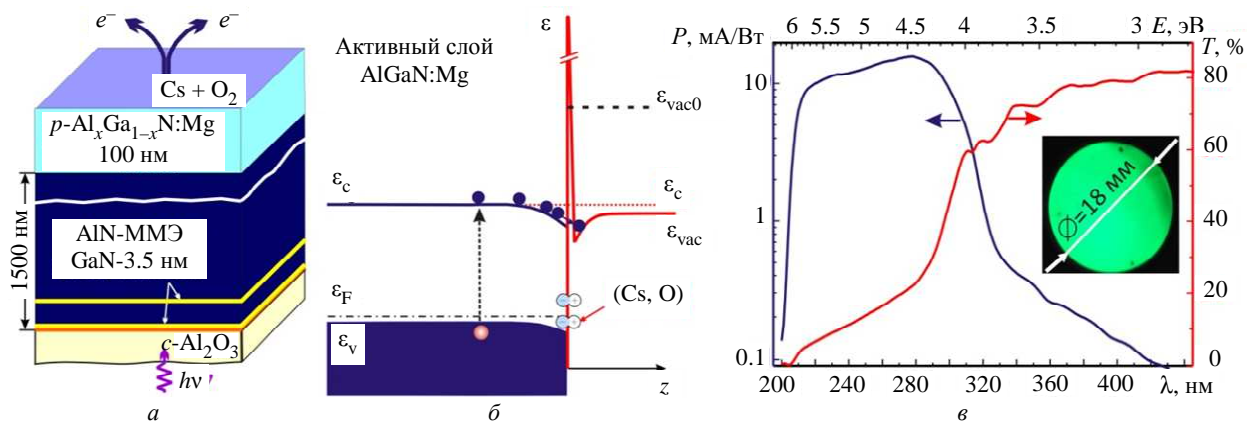 e⁻ e⁻
Cs + O₂
p-AlₓGa₁₋ₓN:Mg
100 нм
1500 нм
AlN-ММЭ
GaN-3.5 нм
c-Al₂O₃
hν
а
Активный слой
AlGaN:Mg
ε
ε_vac0
ε_c ε_c
ε_vac
ε_F
(Cs, O)
ε_v
z
б
6 5.5 5 4.5 4 3.5 3 E, эВ
P, мА/Вт T, %
10
1
0.1
80
60
40
20
0
Ø=18 мм
200 240 280 320 360 400 λ, нм
в